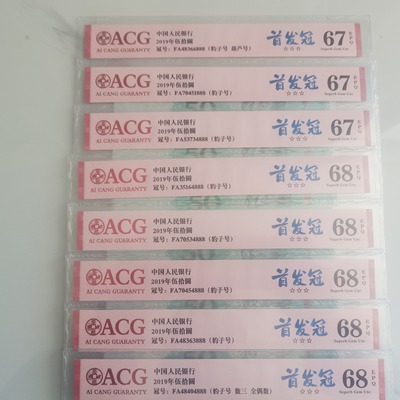 ACG
AI CANG GUARANTY
中国人民银行
2019年伍拾圆
冠号：FA48366888（豹子号 葫芦号）
首发冠
☆☆☆
67 EPQ
Superb Gem Unc
ACG
AI CANG GUARANTY
中国人民银行
2019年伍拾圆
冠号：FA70451888（豹子号）
首发冠
☆☆☆
67 EPQ
Superb Gem Unc
ACG
AI CANG GUARANTY
中国人民银行
2019年伍拾圆
冠号：FA53734888（豹子号）
首发冠
☆☆☆
67 EPQ
Superb Gem Unc
ACG
AI CANG GUARANTY
中国人民银行
2019年伍拾圆
冠号：FA35164888（豹子号）
首发冠
☆☆☆
68 EPQ
Superb Gem Unc
ACG
AI CANG GUARANTY
中国人民银行
2019年伍拾圆
冠号：FA70534888（豹子号）
首发冠
☆☆☆
68 EPQ
Superb Gem Unc
ACG
AI CANG GUARANTY
中国人民银行
2019年伍拾圆
冠号：FA70454888（豹子号）
首发冠
☆☆☆
68 EPQ
Superb Gem Unc
ACG
AI CANG GUARANTY
中国人民银行
2019年伍拾圆
冠号：FA48363888（豹子号）
首发冠
☆☆☆
68 EPQ
Superb Gem Unc
ACG
AI CANG GUARANTY
中国人民银行
2019年伍拾圆
冠号：FA48404888（豹子号 数三 全偶数）
首发冠
☆☆☆
68 EPQ
Superb Gem Unc